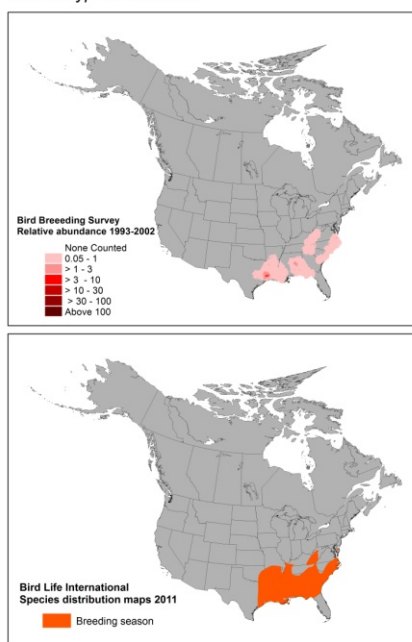 Bird Breeding Survey
Relative abundance 1993-2002
None Counted
0.05 - 1
> 1 - 3
> 3 - 10
> 10 - 30
> 30 - 100
Above 100
Bird Life International
Species distribution maps 2011
Breeding season